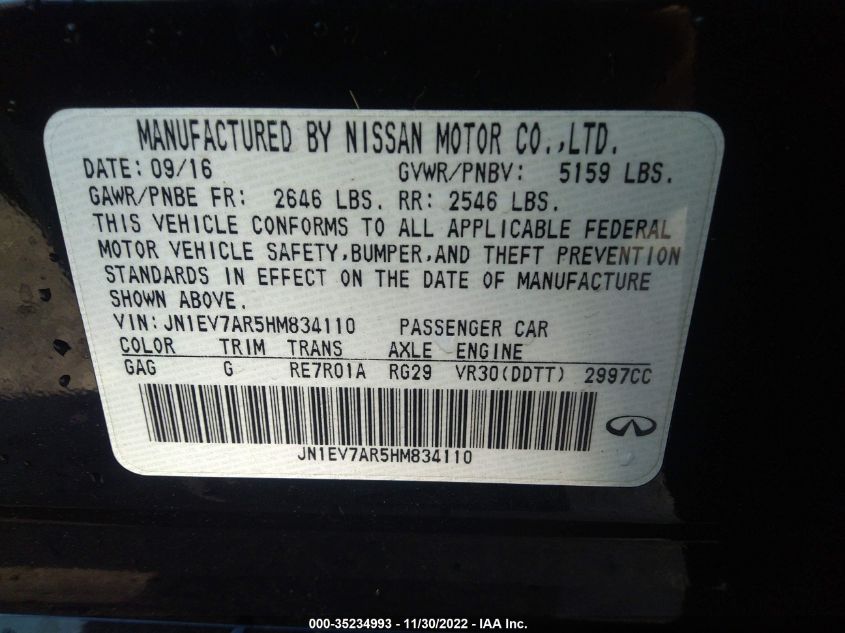 MANUFACTURED BY NISSAN MOTOR CO.,LTD.
DATE: 09/16 GVWR/PNBV: 5159 LBS.
GAWR/PNBE FR: 2646 LBS. RR: 2546 LBS.
THIS VEHICLE CONFORMS TO ALL APPLICABLE FEDERAL
MOTOR VEHICLE SAFETY,BUMPER,AND THEFT PREVENTION
STANDARDS IN EFFECT ON THE DATE OF MANUFACTURE
SHOWN ABOVE.
VIN: JN1EV7AR5HM834110 PASSENGER CAR
COLOR TRIM TRANS AXLE ENGINE
GAG G RE7R01A RG29 VR30(DDTT) 2997CC
JN1EV7AR5HM834110
000-35234993 - 11/30/2022 - IAA Inc.